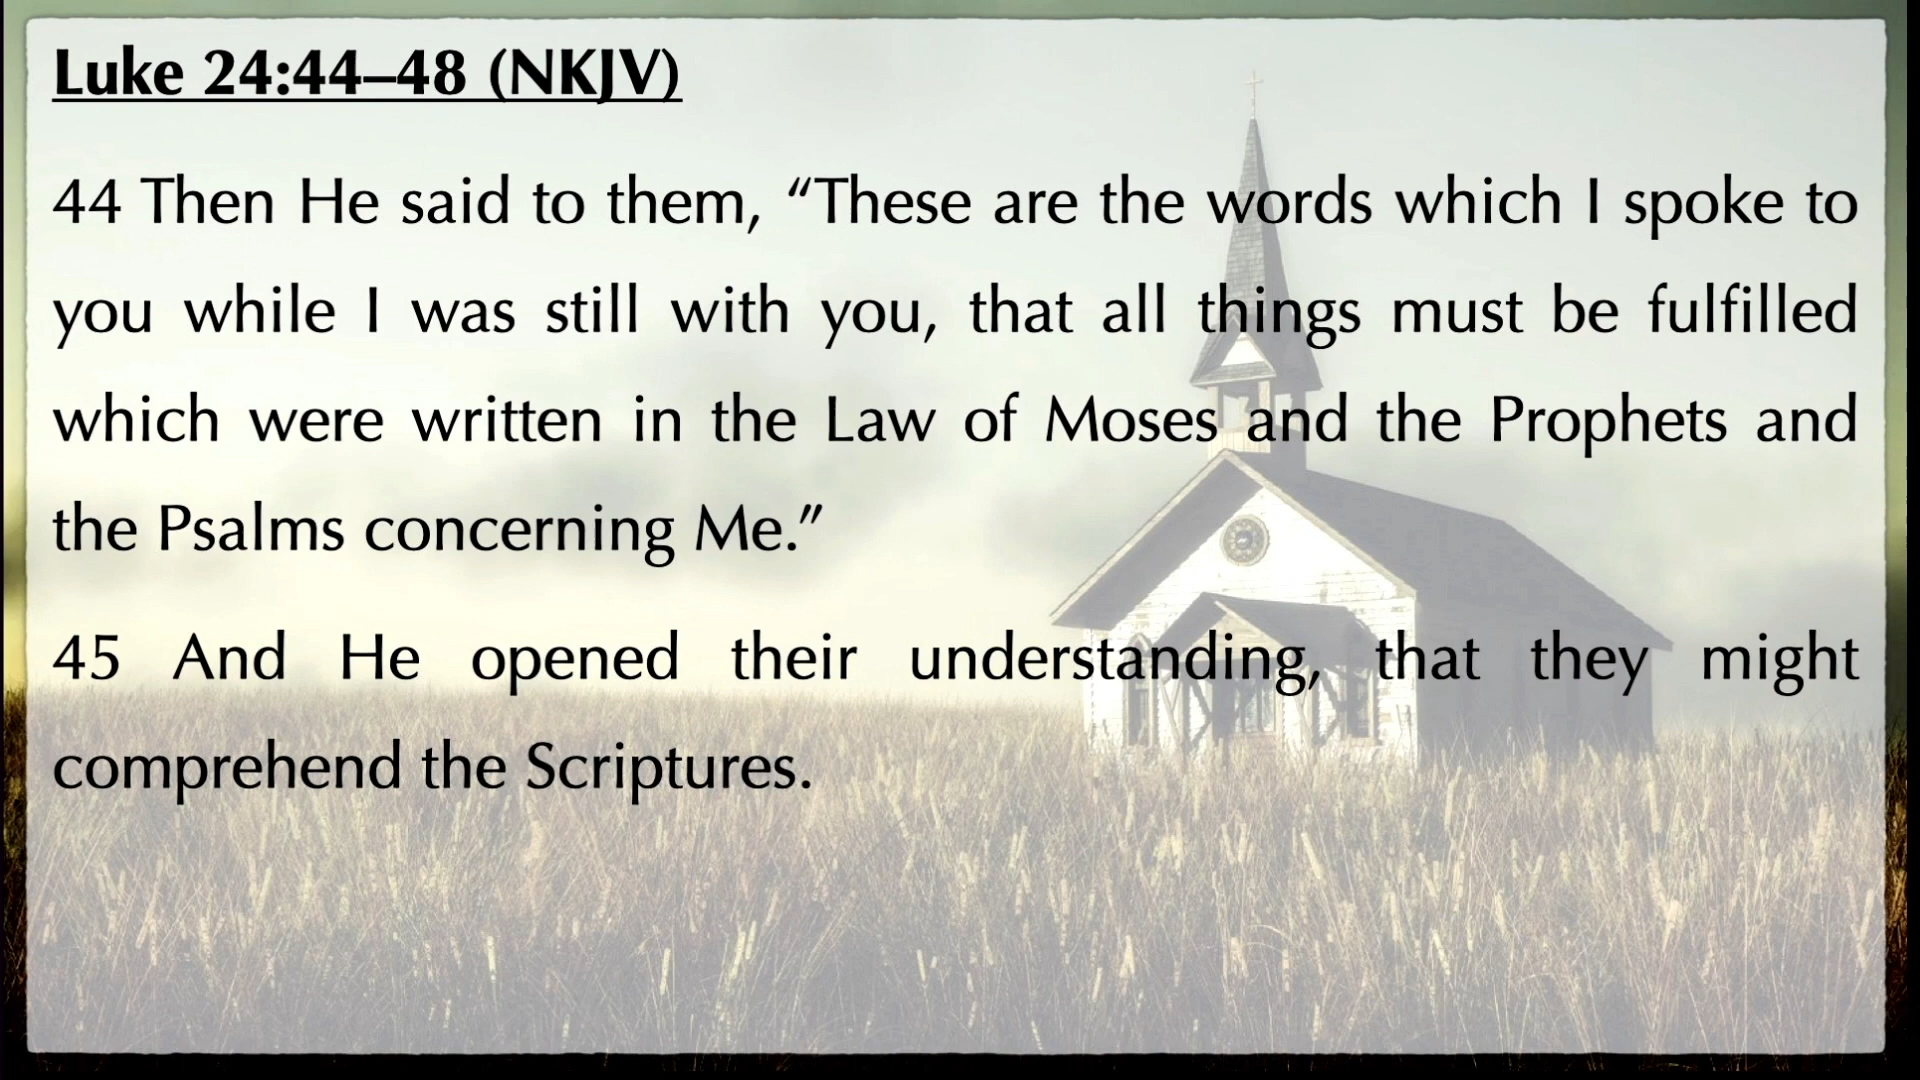 Luke 24:44–48 (NKJV)
44 Then He said to them, “These are the words which I spoke to
you while I was still with you, that all things must be fulfilled
which were written in the Law of Moses and the Prophets and
the Psalms concerning Me.”
45 And He opened their understanding, that they might
comprehend the Scriptures.